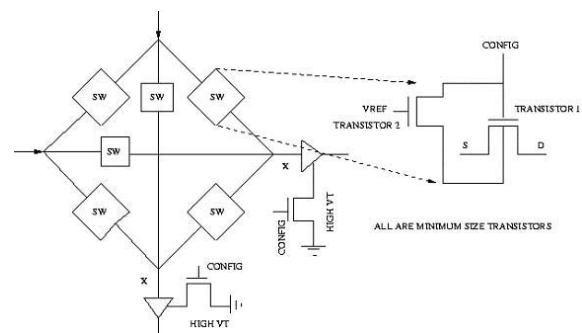 CONFIG
SW
SW
SW
VREF
TRANSISTOR 1
TRANSISTOR 2
SW
S
D
X
SW
SW
HIGH VT
CONFIG
ALL ARE MINIMUM SIZE TRANSISTORS
X
CONFIG
HIGH VT